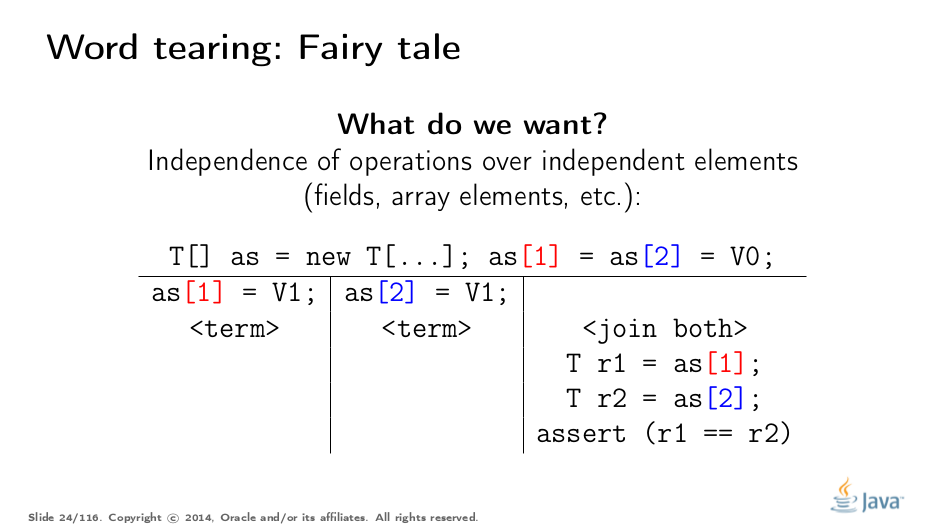 Word tearing: Fairy tale
What do we want?
Independence of operations over independent elements
(fields, array elements, etc.):
T[] as = new T[...]; as[1] = as[2] = V0;
as[1] = V1; as[2] = V1;
<term> <term> <join both>
T r1 = as[1];
T r2 = as[2];
assert (r1 == r2)
Java
Slide 24/116. Copyright © 2014, Oracle and/or its affiliates. All rights reserved.